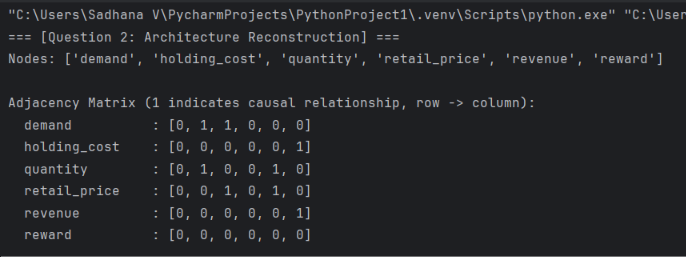 "C:\Users\Sadhana V\PycharmProjects\PythonProject1\.venv\Scripts\python.exe" "C:\User
=== [Question 2: Architecture Reconstruction] ===
Nodes: ['demand', 'holding_cost', 'quantity', 'retail_price', 'revenue', 'reward']
Adjacency Matrix (1 indicates causal relationship, row -> column):
demand : [0, 1, 1, 0, 0, 0]
holding_cost : [0, 0, 0, 0, 0, 1]
quantity : [0, 1, 0, 0, 1, 0]
retail_price : [0, 0, 1, 0, 1, 0]
revenue : [0, 0, 0, 0, 0, 1]
reward : [0, 0, 0, 0, 0, 0]